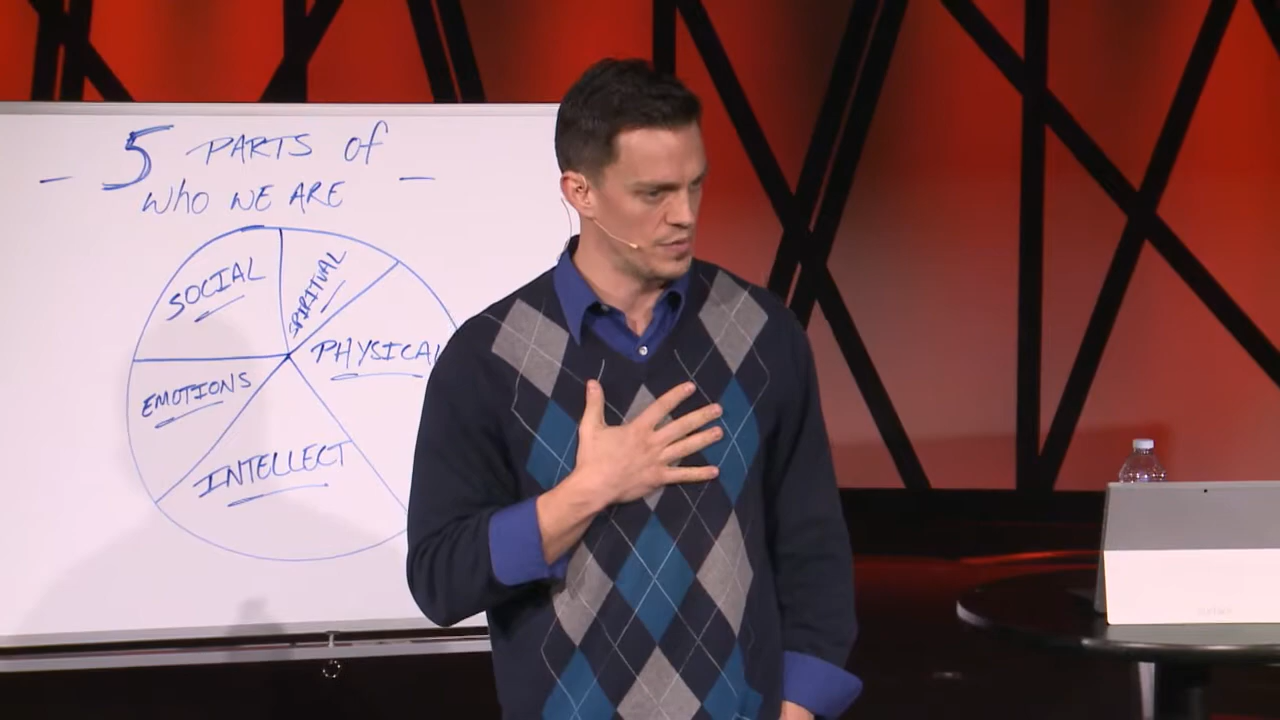 - 5 PARTS of -
Who WE ARE
SOCIAL
SPIRITUAL
PHYSICAL
EMOTIONS
INTELLECT